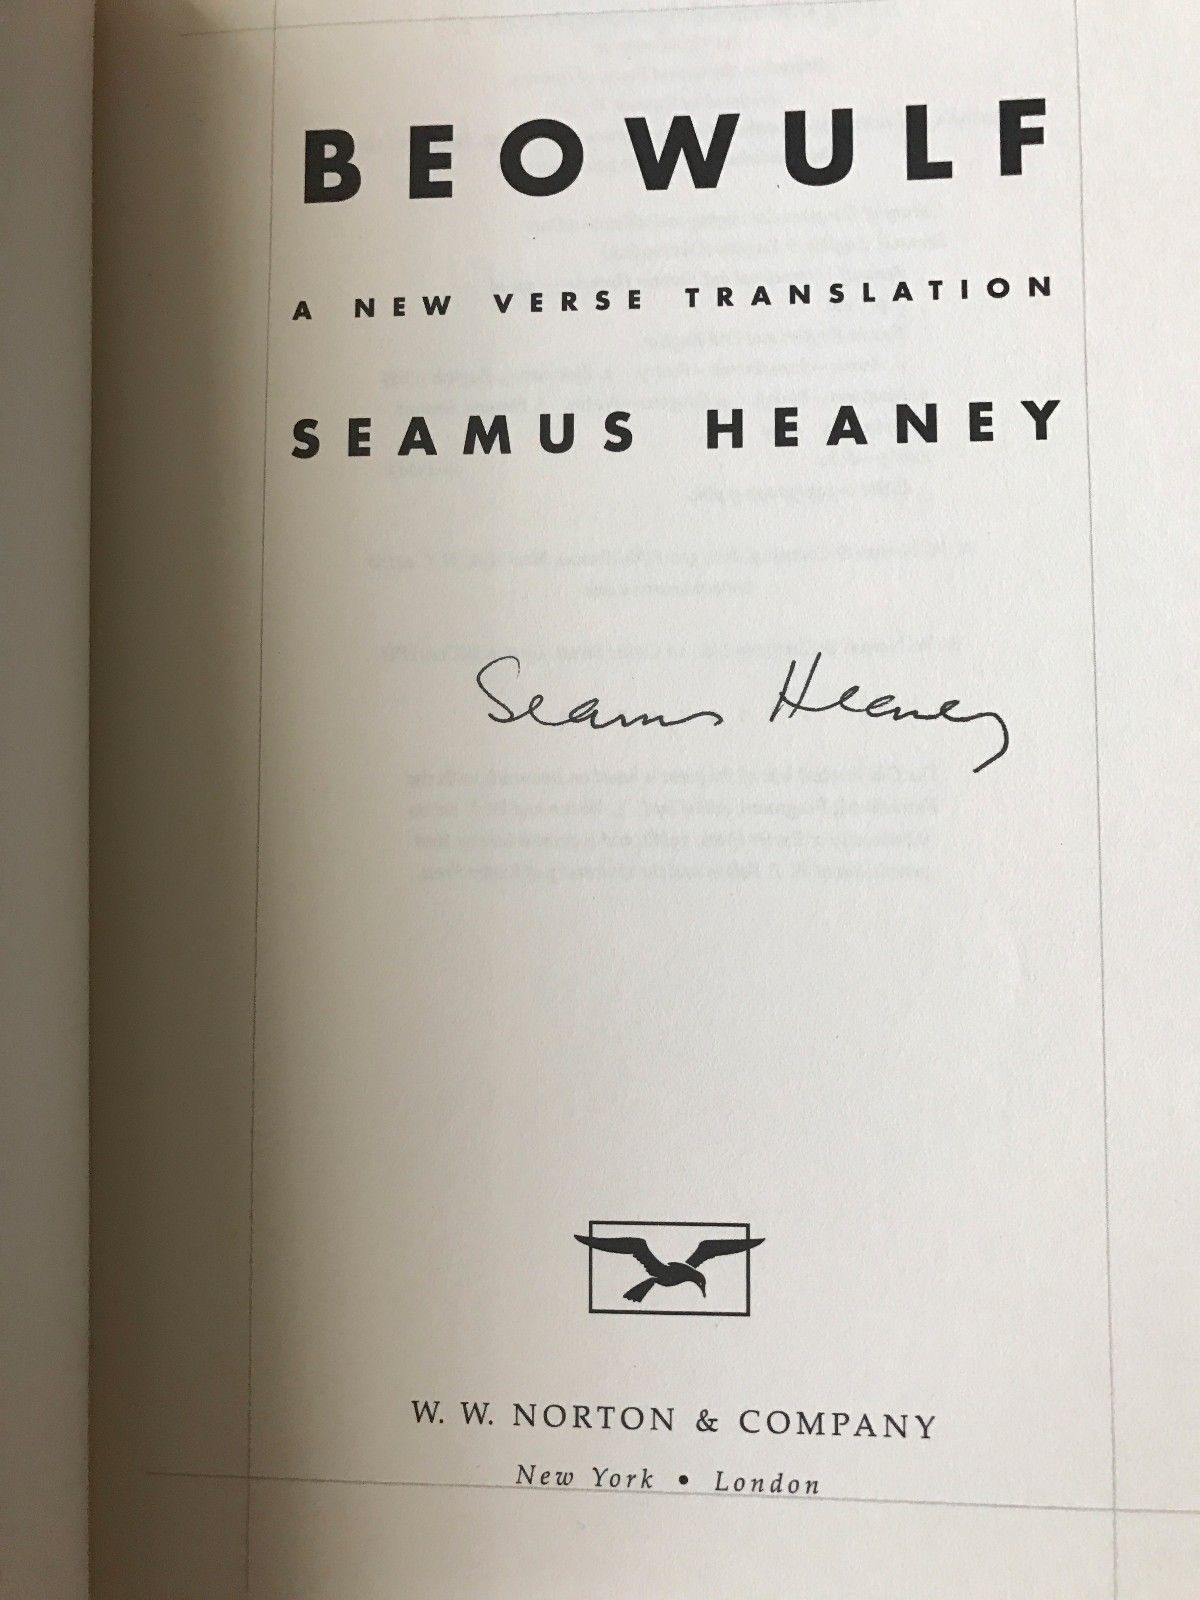 BEOWULF
A NEW VERSE TRANSLATION
SEAMUS HEANEY
Seamus Heaney
W. W. NORTON & COMPANY
New York • London